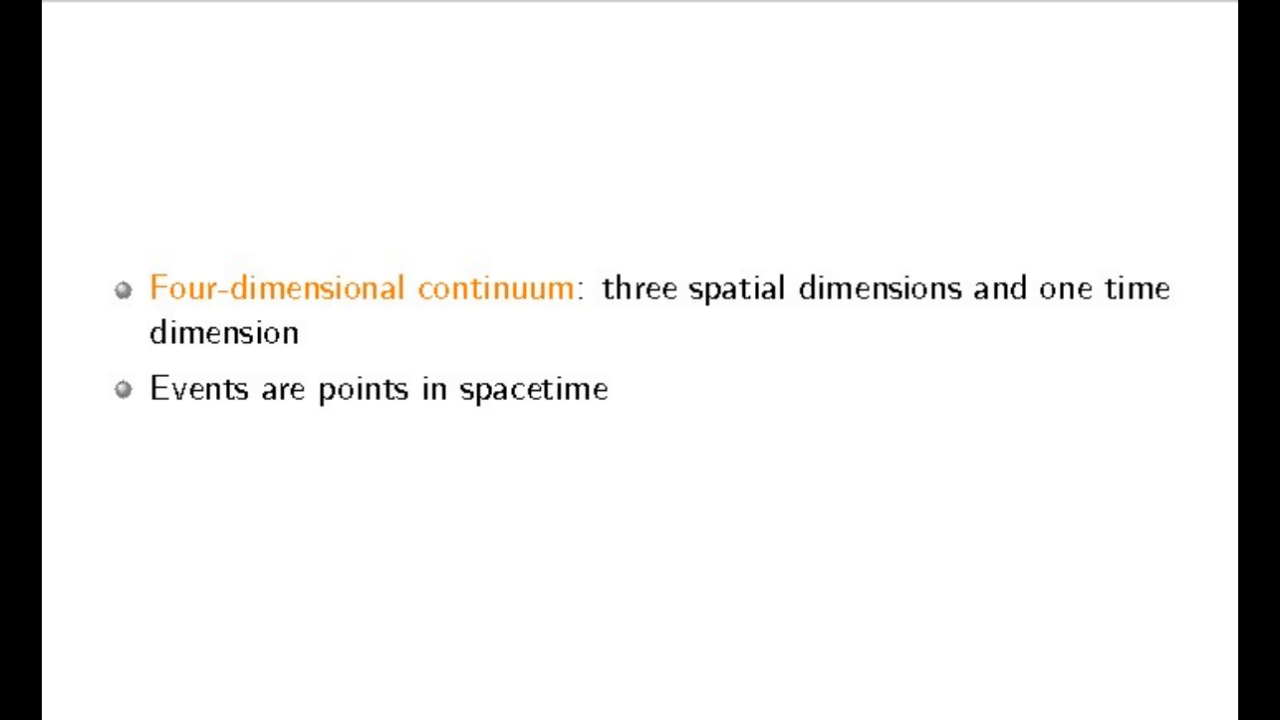 Four-dimensional continuum: three spatial dimensions and one time
dimension
Events are points in spacetime